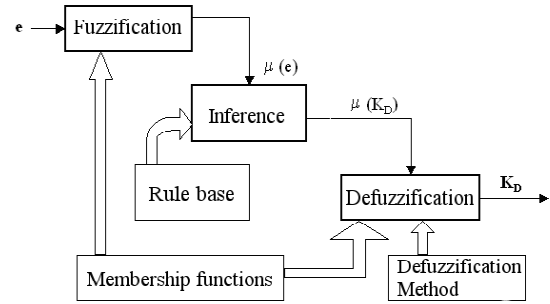 e
Fuzzification
μ (e)
Inference
μ (K_D)
Rule base
Defuzzification
K_D
Membership functions
Defuzzification
Method